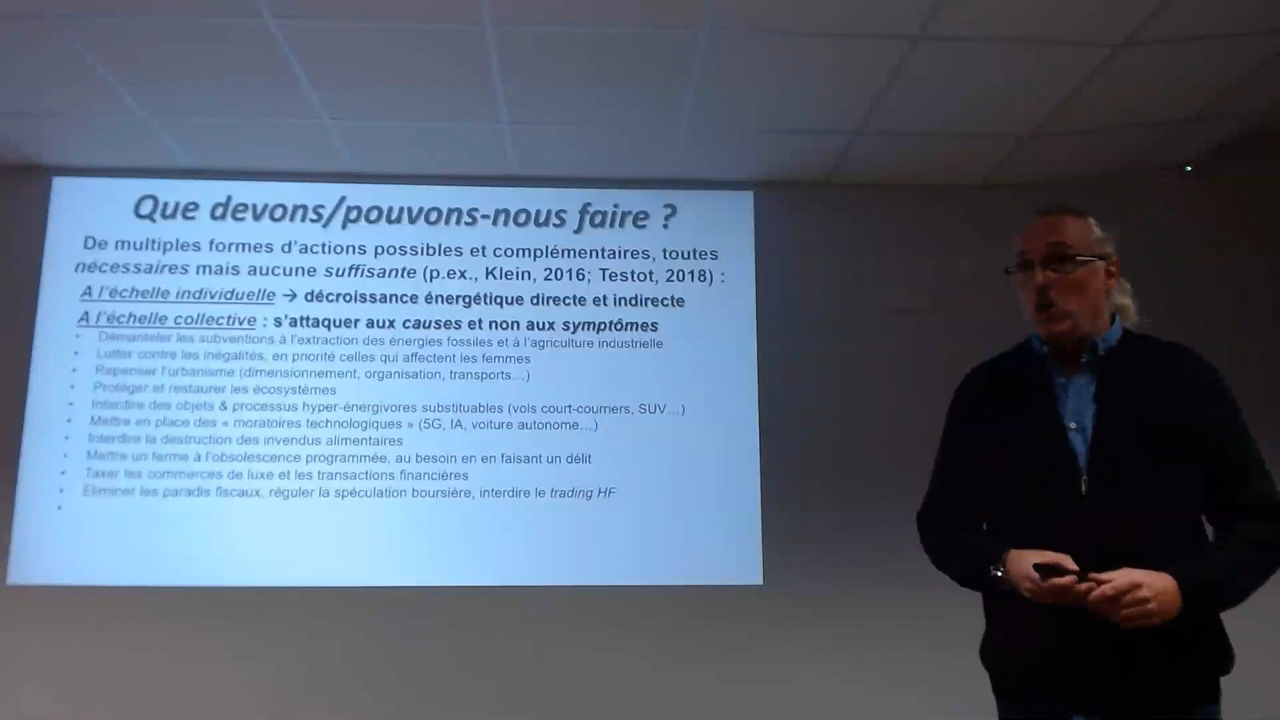 Que devons/pouvons-nous faire ?
De multiples formes d'actions possibles et complémentaires, toutes
nécessaires mais aucune suffisante (p.ex., Klein, 2016; Testot, 2018) :
A l'échelle individuelle → décroissance énergétique directe et indirecte
A l'échelle collective : s'attaquer aux causes et non aux symptômes
• Démanteler les subventions à l'extraction des énergies fossiles et à l'agriculture industrielle
• Lutter contre les inégalités, en priorité celles qui affectent les femmes
• Repenser l'urbanisme (dimensionnement, organisation, transports…)
• Protéger et restaurer les écosystèmes
• Interdire des objets & processus hyper-énergivores substituables (vols court-courriers, SUV…)
• Mettre en place des « moratoires technologiques » (5G, IA, voiture autonome…)
• Interdire la destruction des invendus alimentaires
• Mettre un terme à l'obsolescence programmée, au besoin en en faisant un délit
• Taxer les commerces de luxe et les transactions financières
• Eliminer les paradis fiscaux, réguler la spéculation boursière, interdire le trading HF
•